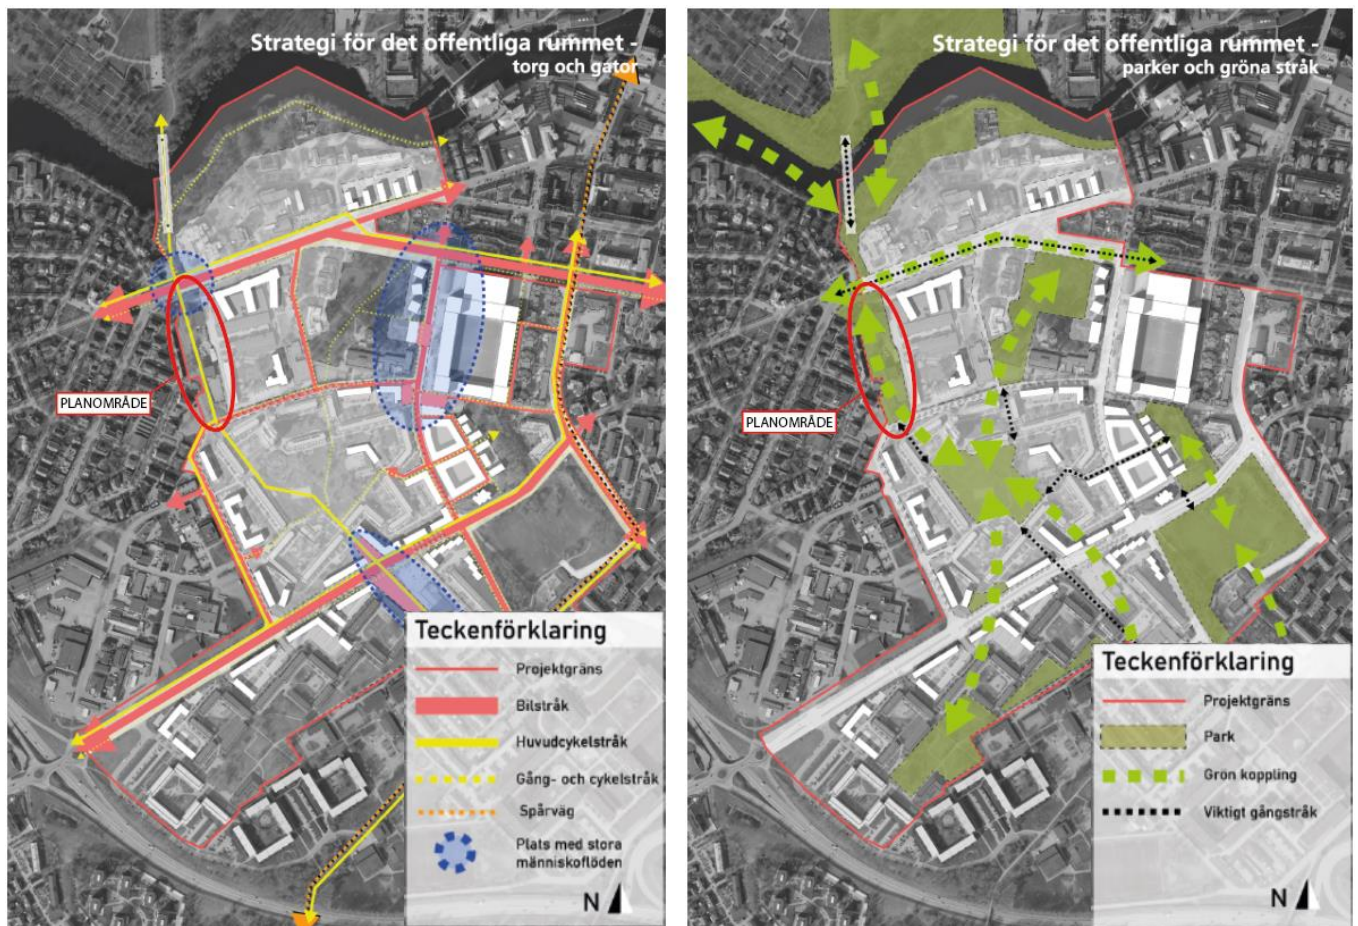 Strategi för det offentliga rummet -
torg och gator
PLANOMRÅDE
Teckenförklaring
Projektgräns
Bilstråk
Huvudcykelstråk
Gång- och cykelstråk
Spårväg
Plats med stora
människoflöden
N
Strategi för det offentliga rummet -
parker och gröna stråk
PLANOMRÅDE
Teckenförklaring
Projektgräns
Park
Grön koppling
Viktigt gångstråk
N